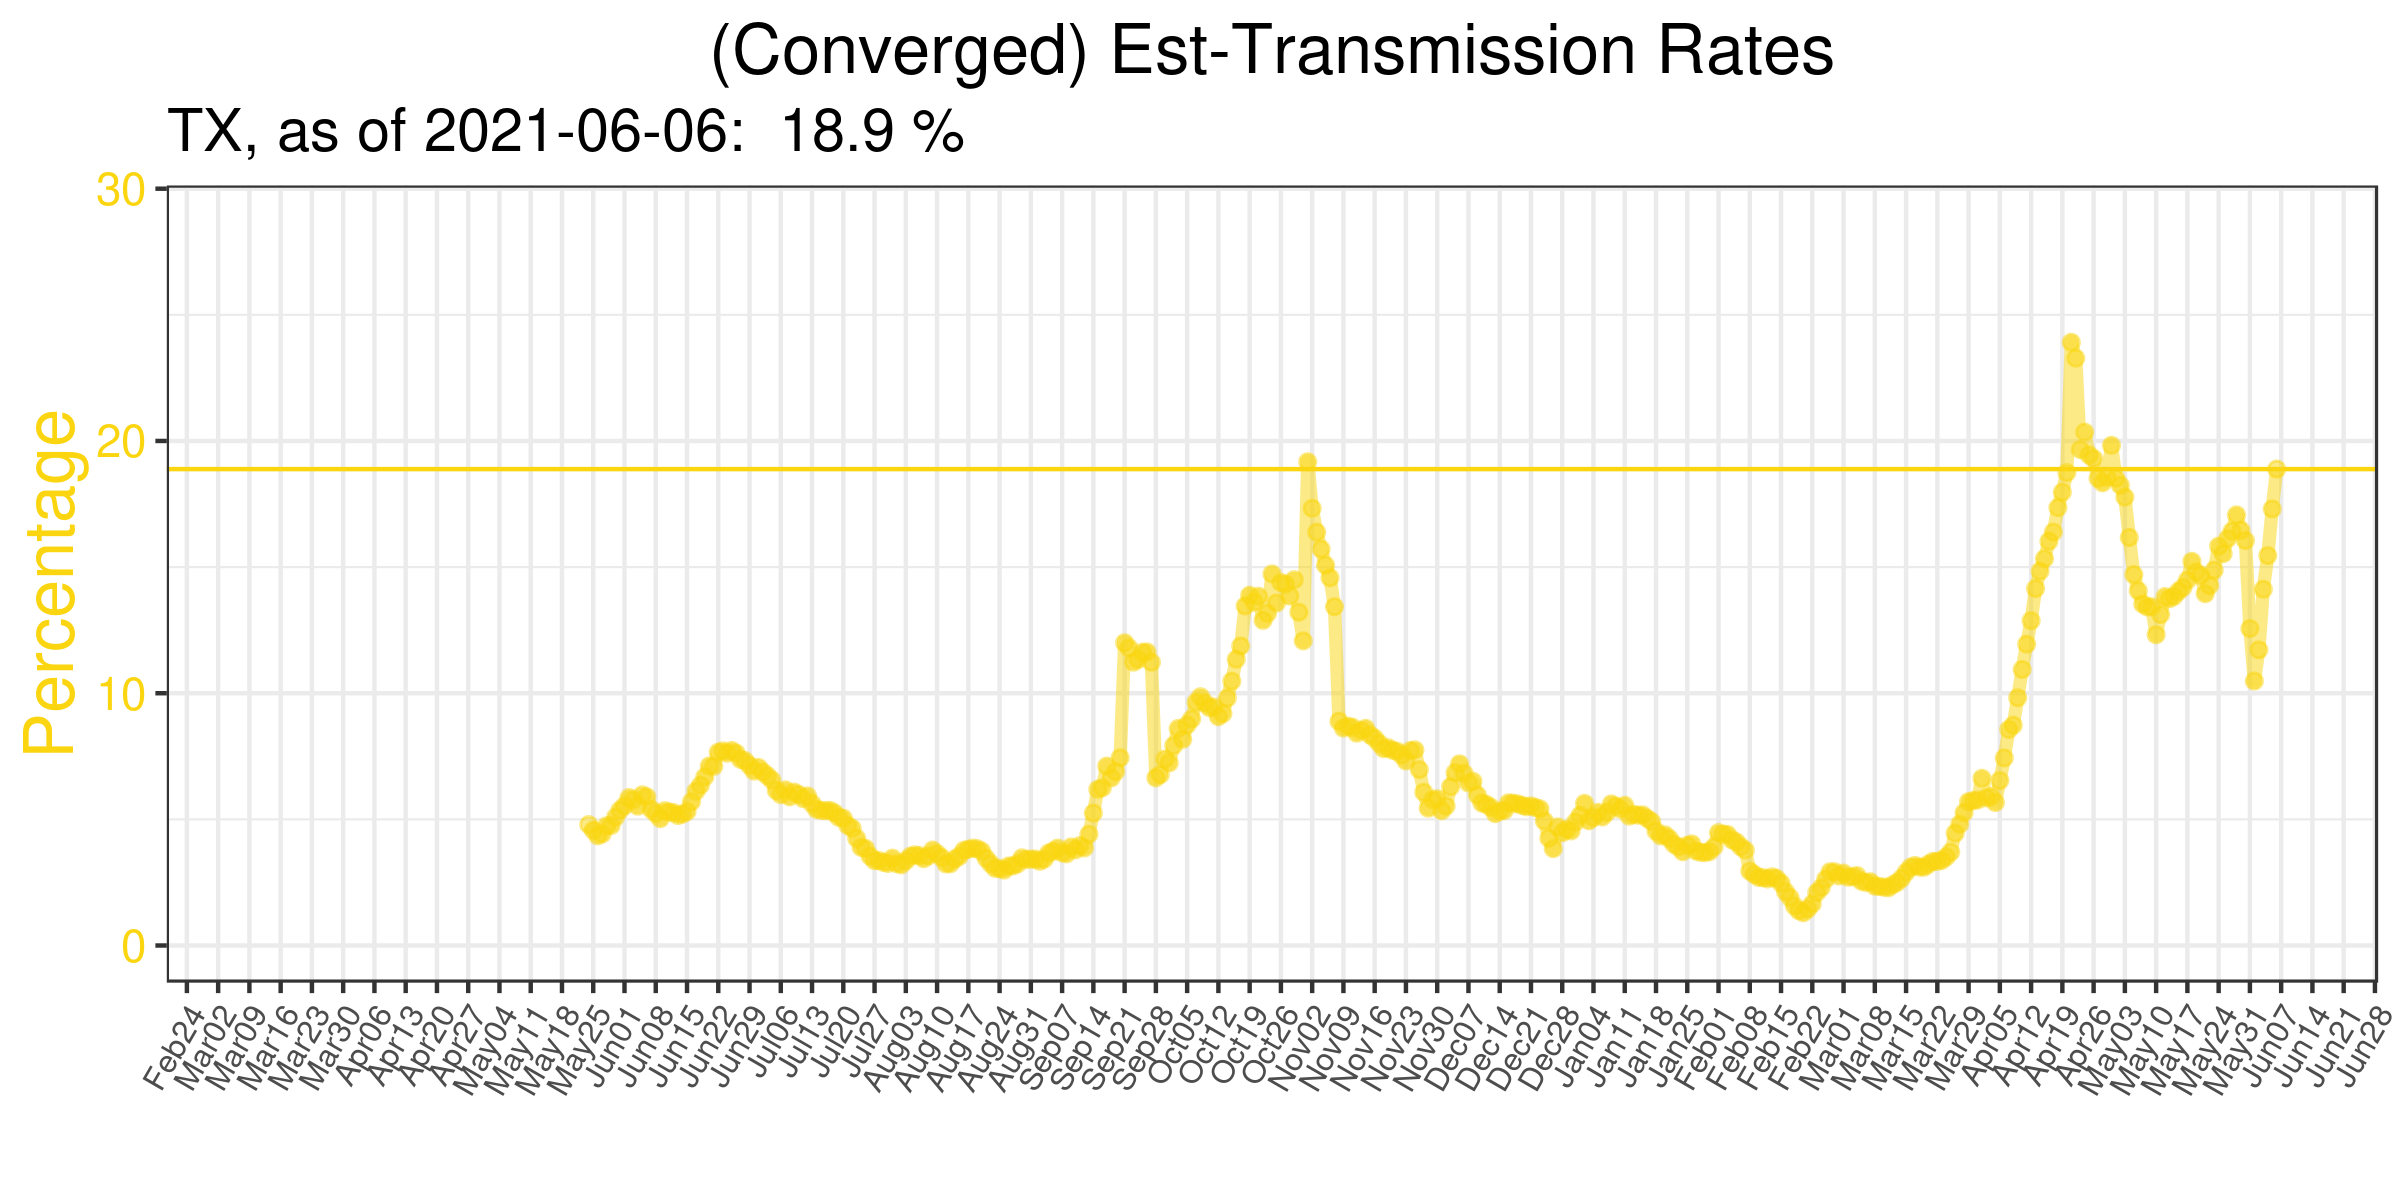 (Converged) Est-Transmission Rates
TX, as of 2021-06-06:  18.9 %
Percentage
30
20
10
0
Feb24
Mar02
Mar09
Mar16
Mar23
Mar30
Apr06
Apr13
Apr20
Apr27
May04
May11
May18
May25
Jun01
Jun08
Jun15
Jun22
Jun29
Jul06
Jul13
Jul20
Jul27
Aug03
Aug10
Aug17
Aug24
Aug31
Sep07
Sep14
Sep21
Sep28
Oct05
Oct12
Oct19
Oct26
Nov02
Nov09
Nov16
Nov23
Nov30
Dec07
Dec14
Dec21
Dec28
Jan04
Jan11
Jan18
Jan25
Feb01
Feb08
Feb15
Feb22
Mar01
Mar08
Mar15
Mar22
Mar29
Apr05
Apr12
Apr19
Apr26
May03
May10
May17
May24
May31
Jun07
Jun14
Jun21
Jun28